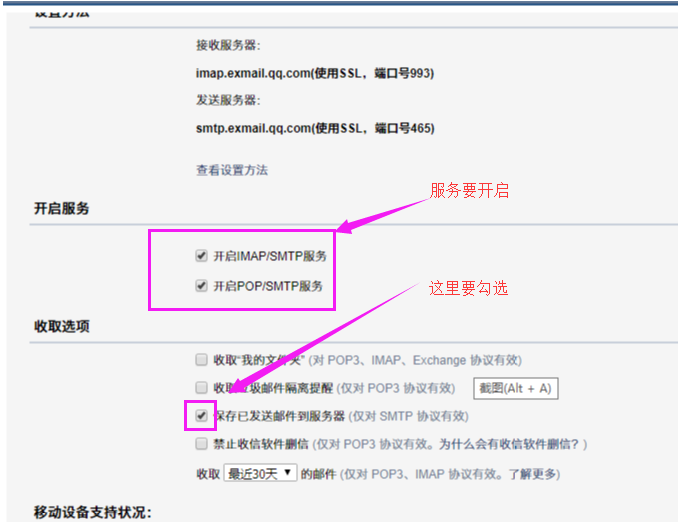 设置方法
接收服务器:
imap.exmail.qq.com(使用SSL，端口号993)
发送服务器:
smtp.exmail.qq.com(使用SSL，端口号465)
查看设置方法
服务要开启
开启服务
开启IMAP/SMTP服务
开启POP/SMTP服务
这里要勾选
收取选项
收取"我的文件夹" (对 POP3、IMAP、Exchange 协议有效)
收取垃圾邮件隔离提醒 (仅对 POP3 协议有效) 截图(Alt + A)
保存已发送邮件到服务器 (仅对 SMTP 协议有效)
禁止收信软件删信 (仅对 POP3 协议有效。为什么会有收信软件删信? )
收取 最近30天 的邮件 (仅对 POP3、IMAP 协议有效。了解更多)
移动设备支持状况: